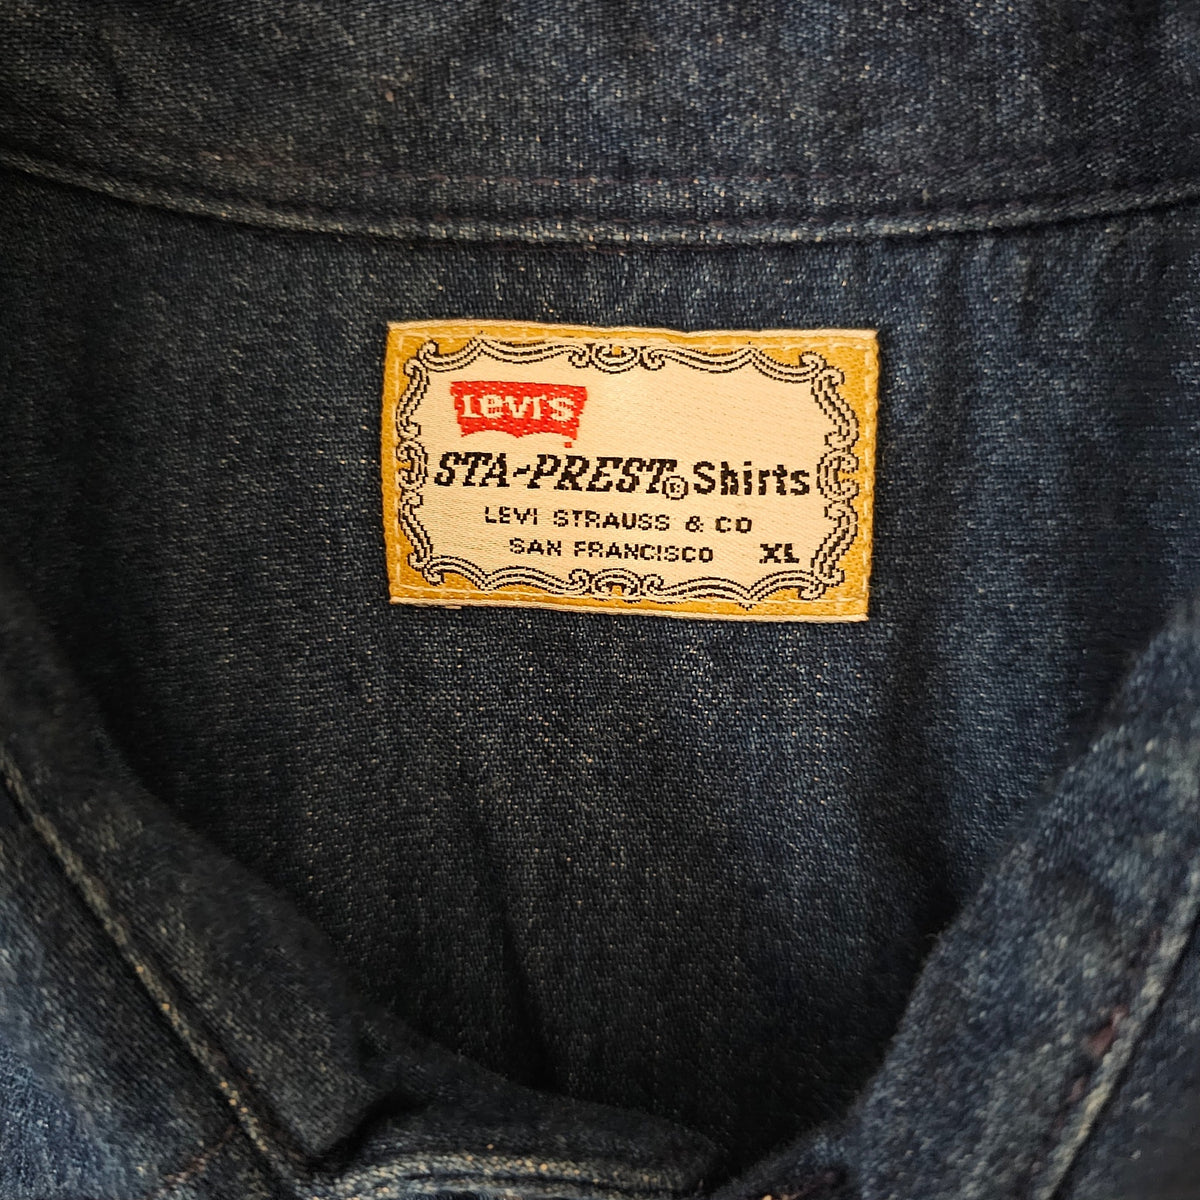 Levi's
STA-PREST® Shirts
LEVI STRAUSS & CO
SAN FRANCISCO XL